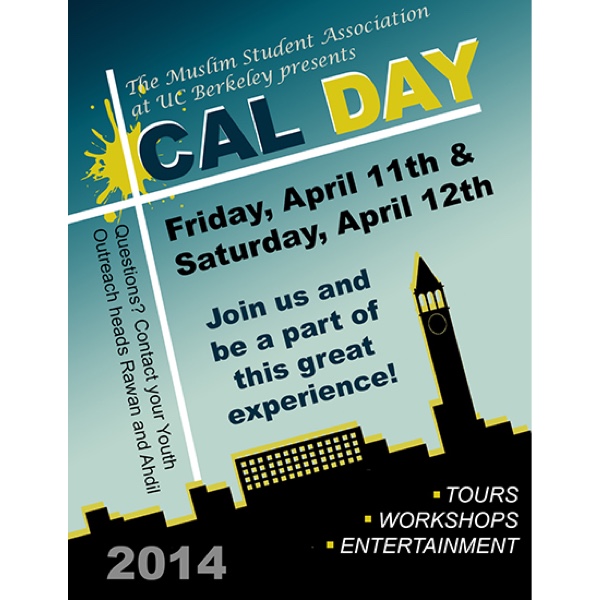 The Muslim Student Association
at UC Berkeley presents
CAL DAY
Friday, April 11th &
Saturday, April 12th
Questions? Contact your Youth
Outreach heads Rawan and Ahdil
Join us and
be a part of
this great
experience!
▪ TOURS
▪ WORKSHOPS
▪ ENTERTAINMENT
2014